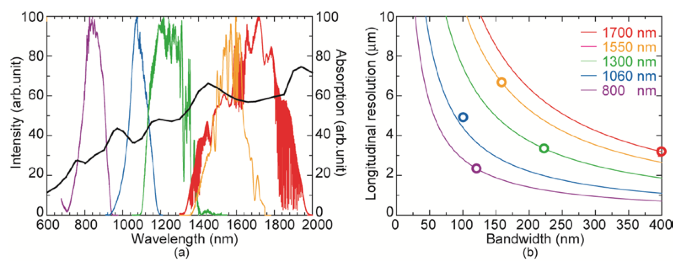 100
80
60
40
20
0
Intensity (arb.unit)
600 800 1000 1200 1400 1600 1800 2000
Wavelength (nm)
100
80
60
40
20
0
Absorption (arb.unit)
(a)
10
8
6
4
2
0
Longitudinal resolution [μm]
0 50 100 150 200 250 300 350 400
Bandwidth (nm)
1700 nm
1550 nm
1300 nm
1060 nm
800 nm
(b)